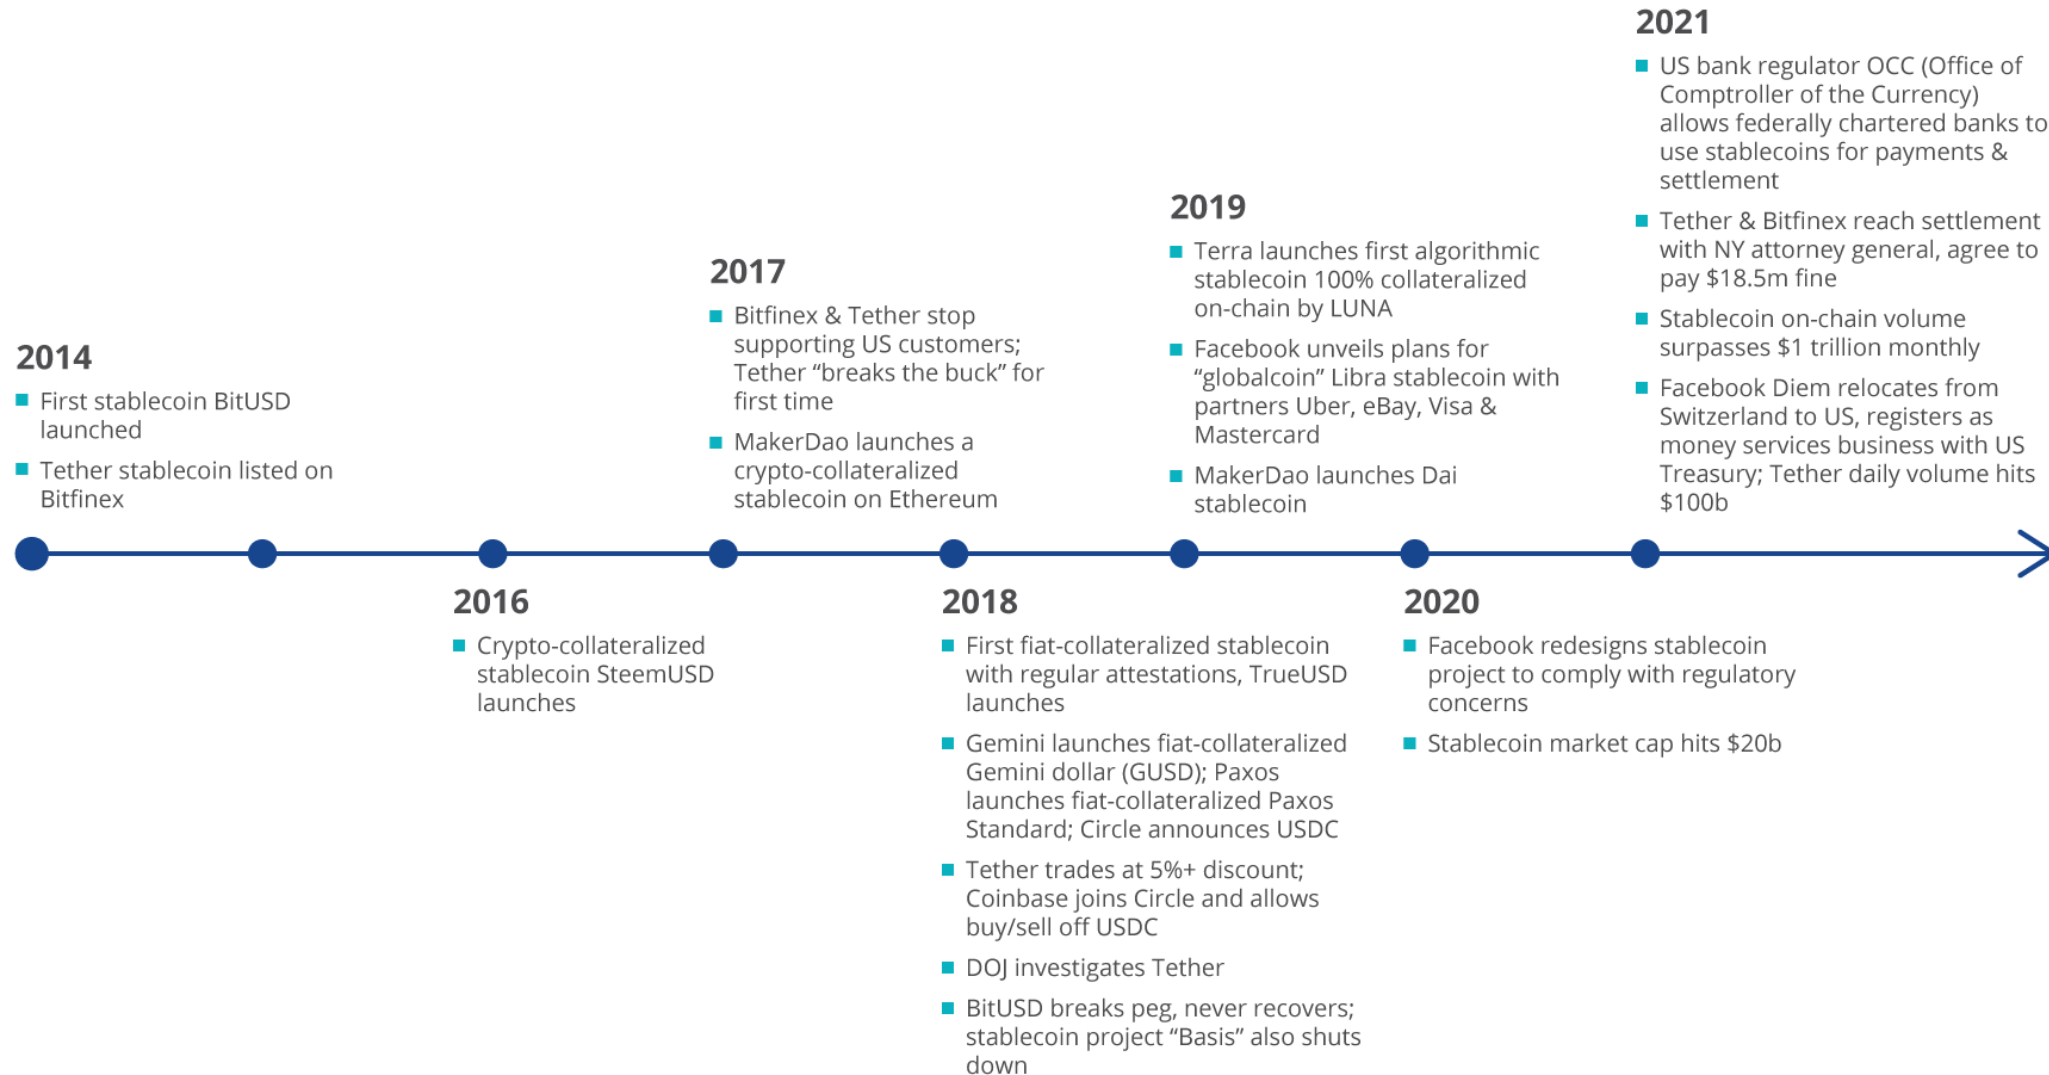 2014
First stablecoin BitUSD
launched
Tether stablecoin listed on
Bitfinex
2016
Crypto-collateralized
stablecoin SteemUSD
launches
2017
Bitfinex & Tether stop
supporting US customers;
Tether “breaks the buck” for
first time
MakerDao launches a
crypto-collateralized
stablecoin on Ethereum
2018
First fiat-collateralized stablecoin
with regular attestations, TrueUSD
launches
Gemini launches fiat-collateralized
Gemini dollar (GUSD); Paxos
launches fiat-collateralized Paxos
Standard; Circle announces USDC
Tether trades at 5%+ discount;
Coinbase joins Circle and allows
buy/sell off USDC
DOJ investigates Tether
BitUSD breaks peg, never recovers;
stablecoin project “Basis” also shuts
down
2019
Terra launches first algorithmic
stablecoin 100% collateralized
on-chain by LUNA
Facebook unveils plans for
“globalcoin” Libra stablecoin with
partners Uber, eBay, Visa &
Mastercard
MakerDao launches Dai
stablecoin
2020
Facebook redesigns stablecoin
project to comply with regulatory
concerns
Stablecoin market cap hits $20b
2021
US bank regulator OCC (Office of
Comptroller of the Currency)
allows federally chartered banks to
use stablecoins for payments &
settlement
Tether & Bitfinex reach settlement
with NY attorney general, agree to
pay $18.5m fine
Stablecoin on-chain volume
surpasses $1 trillion monthly
Facebook Diem relocates from
Switzerland to US, registers as
money services business with US
Treasury; Tether daily volume hits
$100b